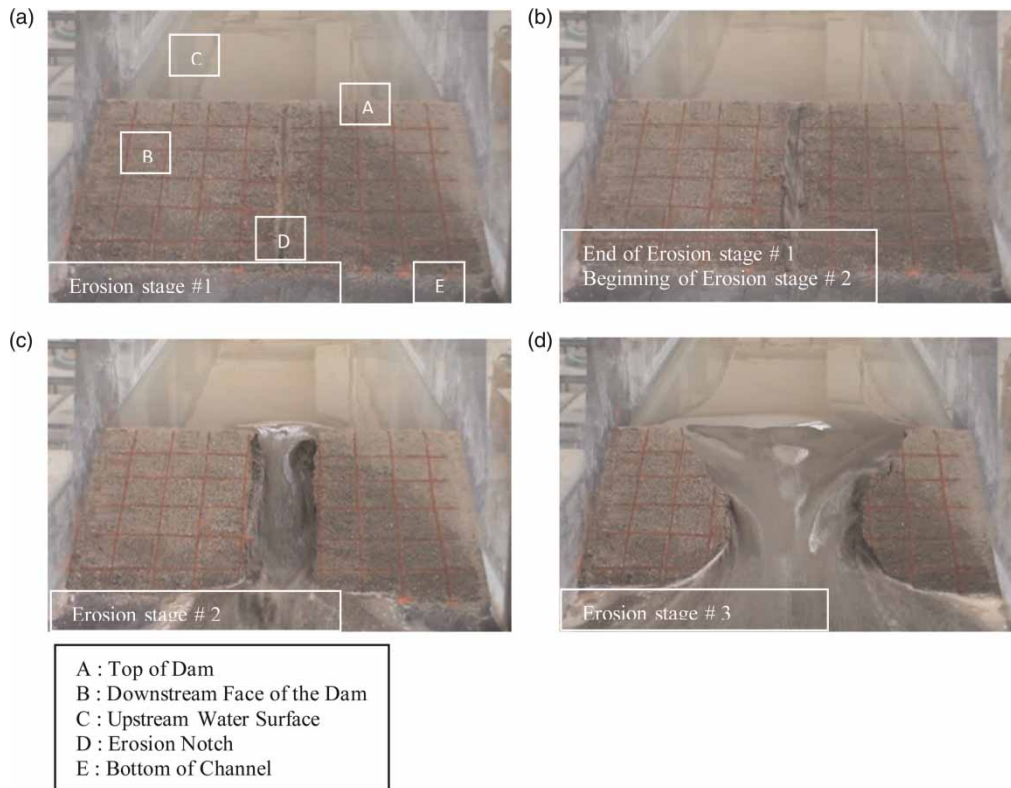 (a)
C
A
B
D
E
Erosion stage #1
(b)
End of Erosion stage # 1
Beginning of Erosion stage # 2
(c)
Erosion stage # 2
(d)
Erosion stage # 3
A : Top of Dam
B : Downstream Face of the Dam
C : Upstream Water Surface
D : Erosion Notch
E : Bottom of Channel